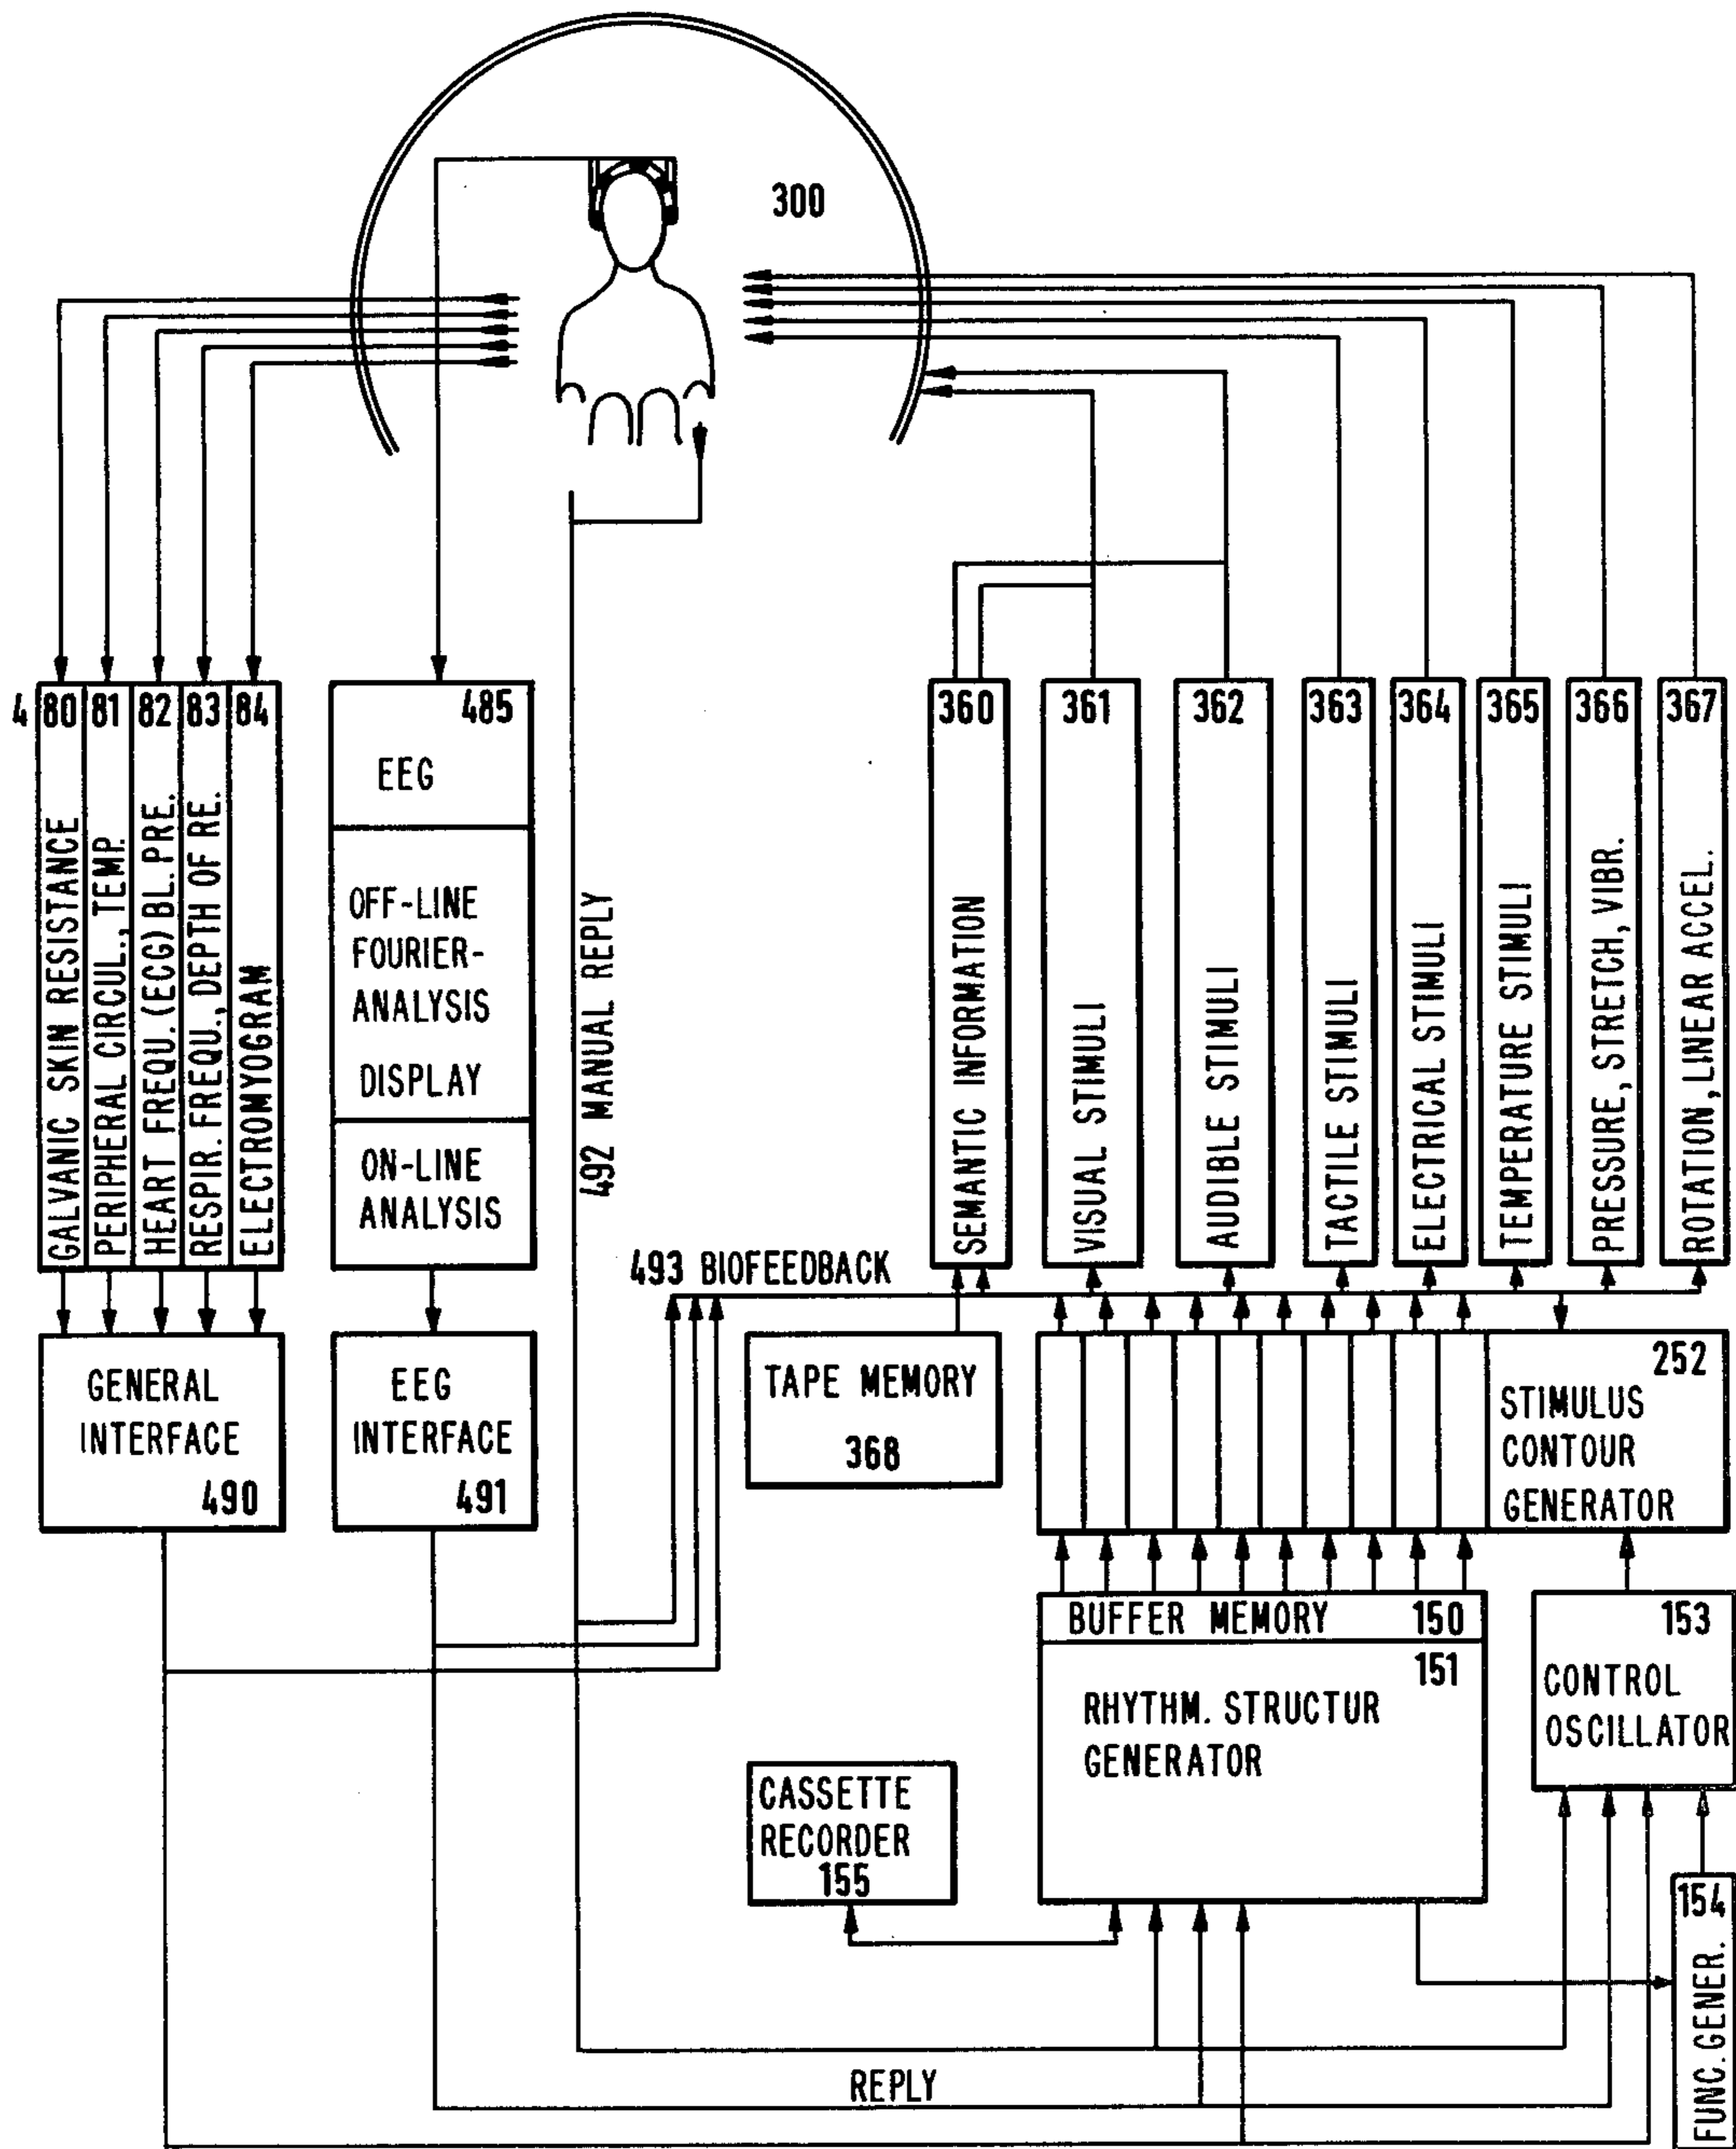 300
4 80 81 82 83 84
GALVANIC SKIN RESISTANCE
PERIPHERAL CIRCUL., TEMP.
HEART FREQU. (ECG) BL. PRE.
RESPIR. FREQU., DEPTH OF RE.
ELECTROMYOGRAM
485
EEG
OFF-LINE
FOURIER-
ANALYSIS
DISPLAY
ON-LINE
ANALYSIS
492 MANUAL REPLY
360
SEMANTIC INFORMATION
361
VISUAL STIMULI
362
AUDIBLE STIMULI
363
TACTILE STIMULI
364
ELECTRICAL STIMULI
365
TEMPERATURE STIMULI
366
PRESSURE, STRETCH, VIBR.
367
ROTATION, LINEAR ACCEL.
493 BIOFEEDBACK
GENERAL
INTERFACE
490
EEG
INTERFACE
491
TAPE MEMORY
368
252
STIMULUS
CONTOUR
GENERATOR
BUFFER MEMORY 150
151
RHYTHM. STRUCTUR
GENERATOR
153
CONTROL
OSCILLATOR
CASSETTE
RECORDER
155
154
FUNC. GENER.
REPLY